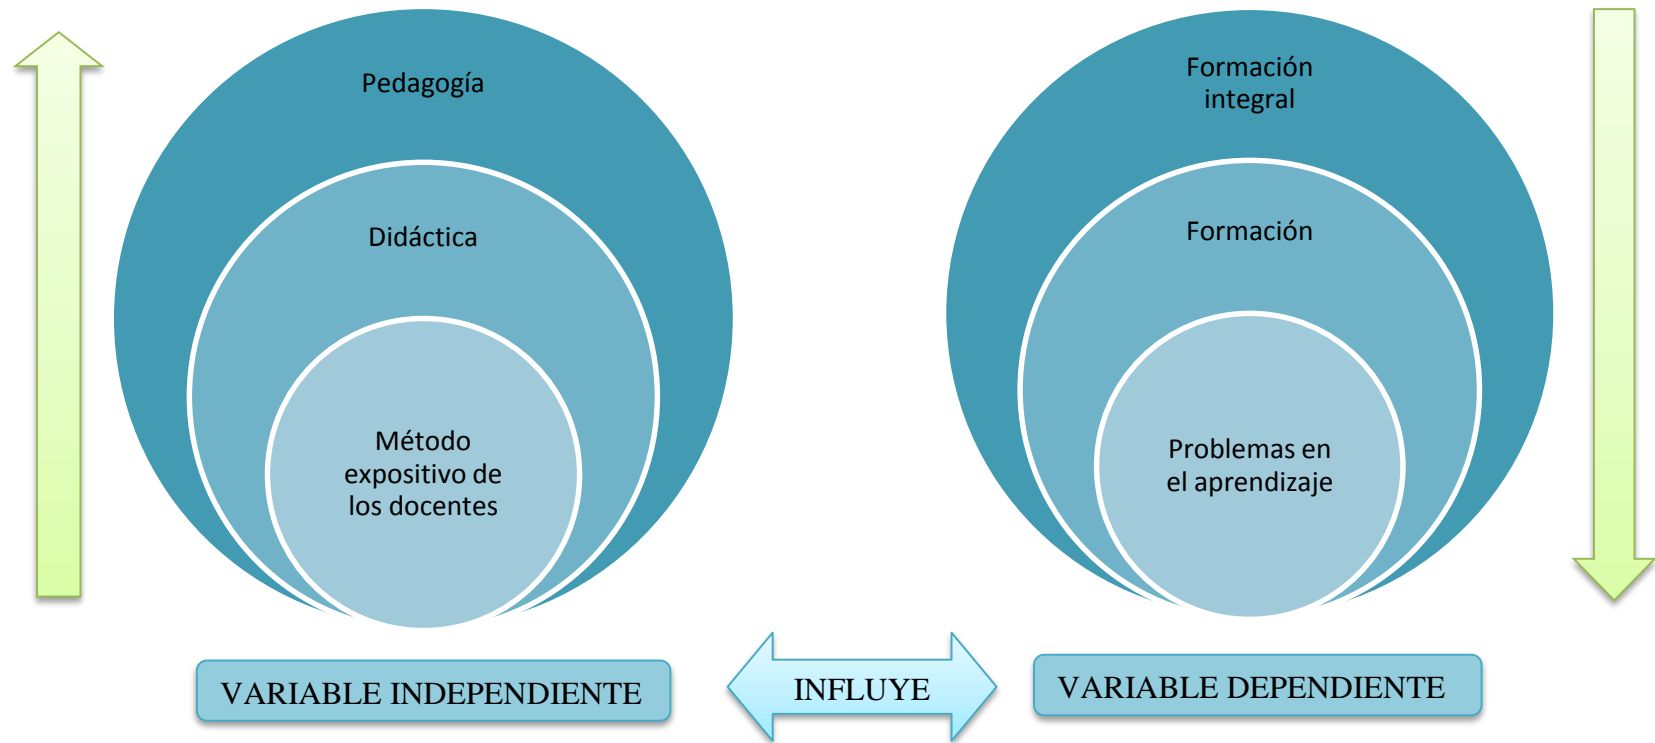 Pedagogía
Didáctica
Método
expositivo de
los docentes
Formación
integral
Formación
Problemas en
el aprendizaje
VARIABLE INDEPENDIENTE
INFLUYE
VARIABLE DEPENDIENTE